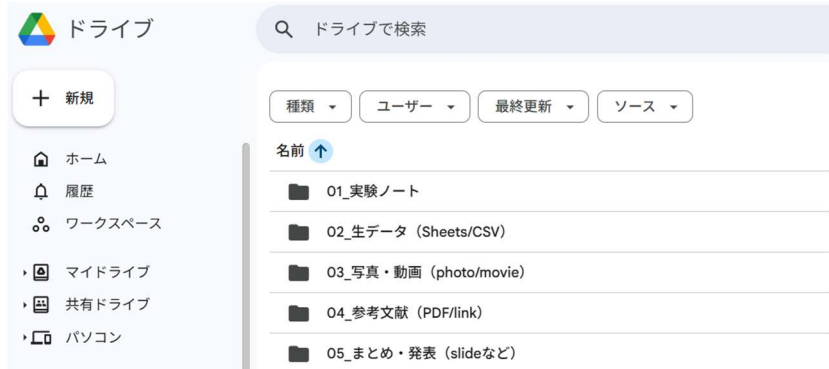 ドライブ
ドライブで検索
新規
ホーム
履歴
ワークスペース
マイドライブ
共有ドライブ
パソコン
種類
ユーザー
最終更新
ソース
名前
01_実験ノート
02_生データ（Sheets/CSV）
03_写真・動画（photo/movie）
04_参考文献（PDF/link）
05_まとめ・発表（slideなど）